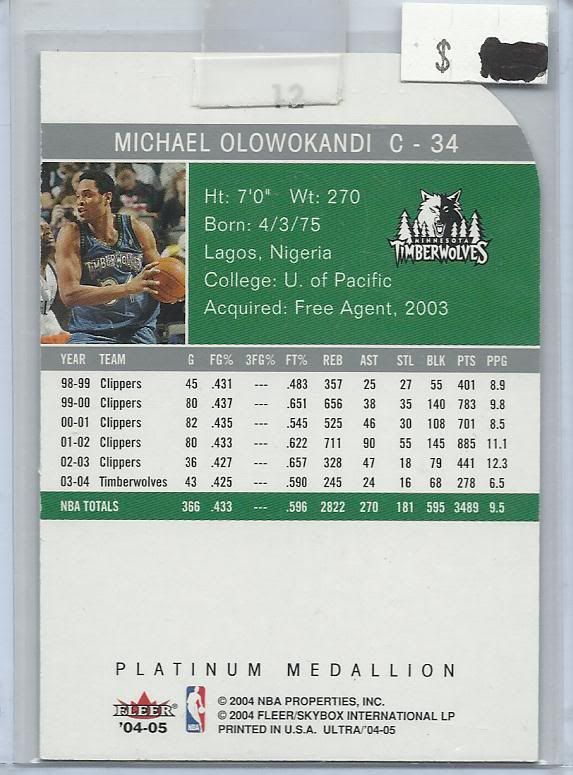 $
12
MICHAEL OLOWOKANDI C - 34
Ht: 7'0" Wt: 270
Born: 4/3/75
Lagos, Nigeria
College: U. of Pacific
Acquired: Free Agent, 2003
MINNESOTA
TIMBERWOLVES
TIMBERWOLVES
34
YEAR TEAM G FG% 3FG% FT% REB AST STL BLK PTS PPG
98-99 Clippers 45 .431 --- .483 357 25 27 55 401 8.9
99-00 Clippers 80 .437 --- .651 656 38 35 140 783 9.8
00-01 Clippers 82 .435 --- .545 525 46 30 108 701 8.5
01-02 Clippers 80 .433 --- .622 711 90 55 145 885 11.1
02-03 Clippers 36 .427 --- .657 328 47 18 79 441 12.3
03-04 Timberwolves 43 .425 --- .590 245 24 16 68 278 6.5
NBA TOTALS 366 .433 --- .596 2822 270 181 595 3489 9.5
PLATINUM MEDALLION
FLEER®
'04-05
NBA
© 2004 NBA PROPERTIES, INC.
© 2004 FLEER/SKYBOX INTERNATIONAL LP
PRINTED IN U.S.A. ULTRA/'04-05